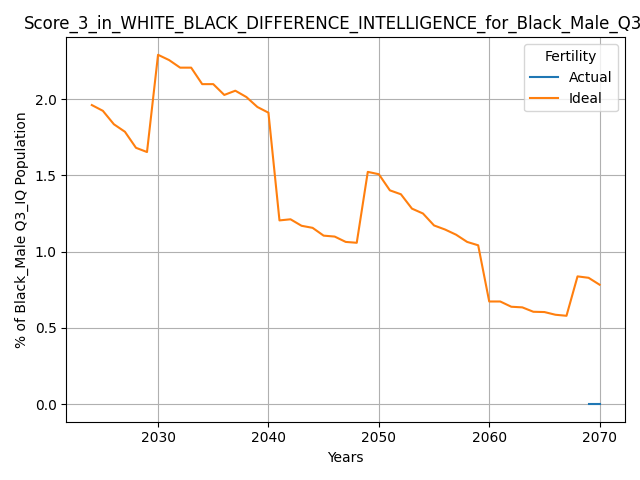 Score_3_in_WHITE_BLACK_DIFFERENCE_INTELLIGENCE_for_Black_Male_Q3
Fertility
Actual
Ideal
% of Black_Male Q3_IQ Population
2.0
1.5
1.0
0.5
0.0
2030 2040 2050 2060 2070
Years